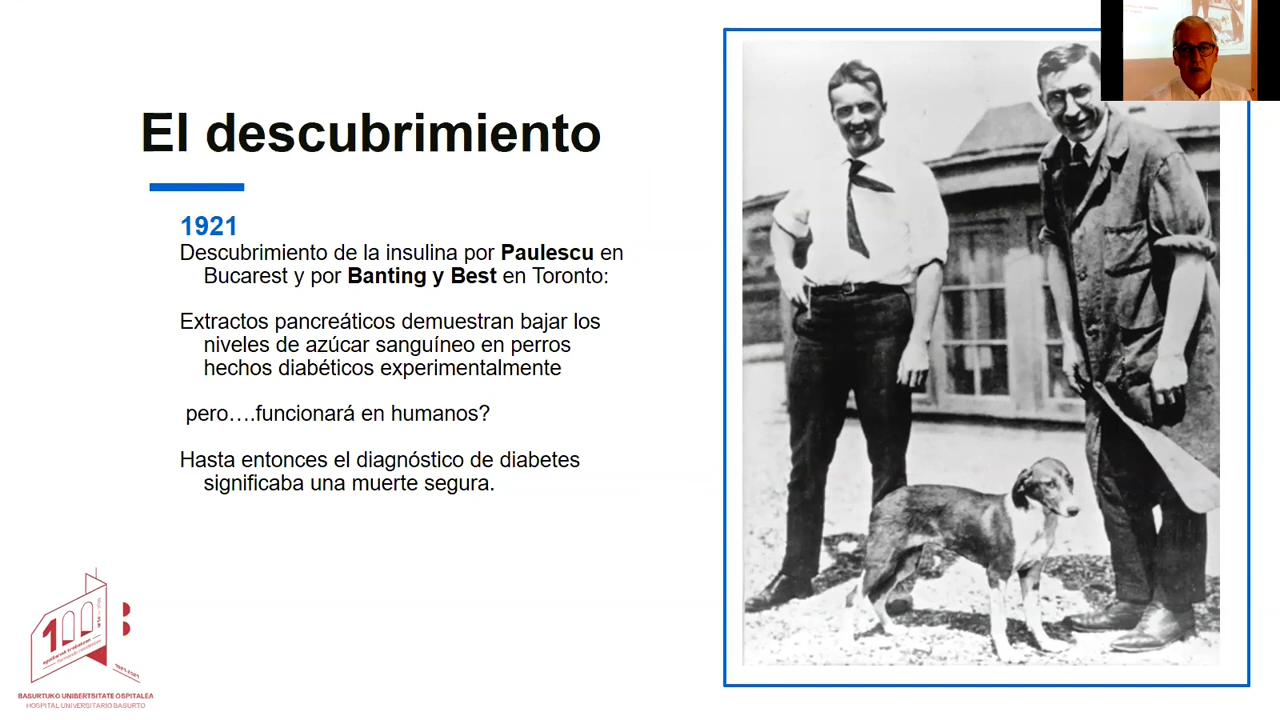 El descubrimiento
1921
Descubrimiento de la insulina por Paulescu en
Bucarest y por Banting y Best en Toronto:
Extractos pancreáticos demuestran bajar los
niveles de azúcar sanguíneo en perros
hechos diabéticos experimentalmente
pero….funcionará en humanos?
Hasta entonces el diagnóstico de diabetes
significaba una muerte segura.
100
BASURTUKO UNIBERTSITATE OSPITALEA
HOSPITAL UNIVERSITARIO BASURTO